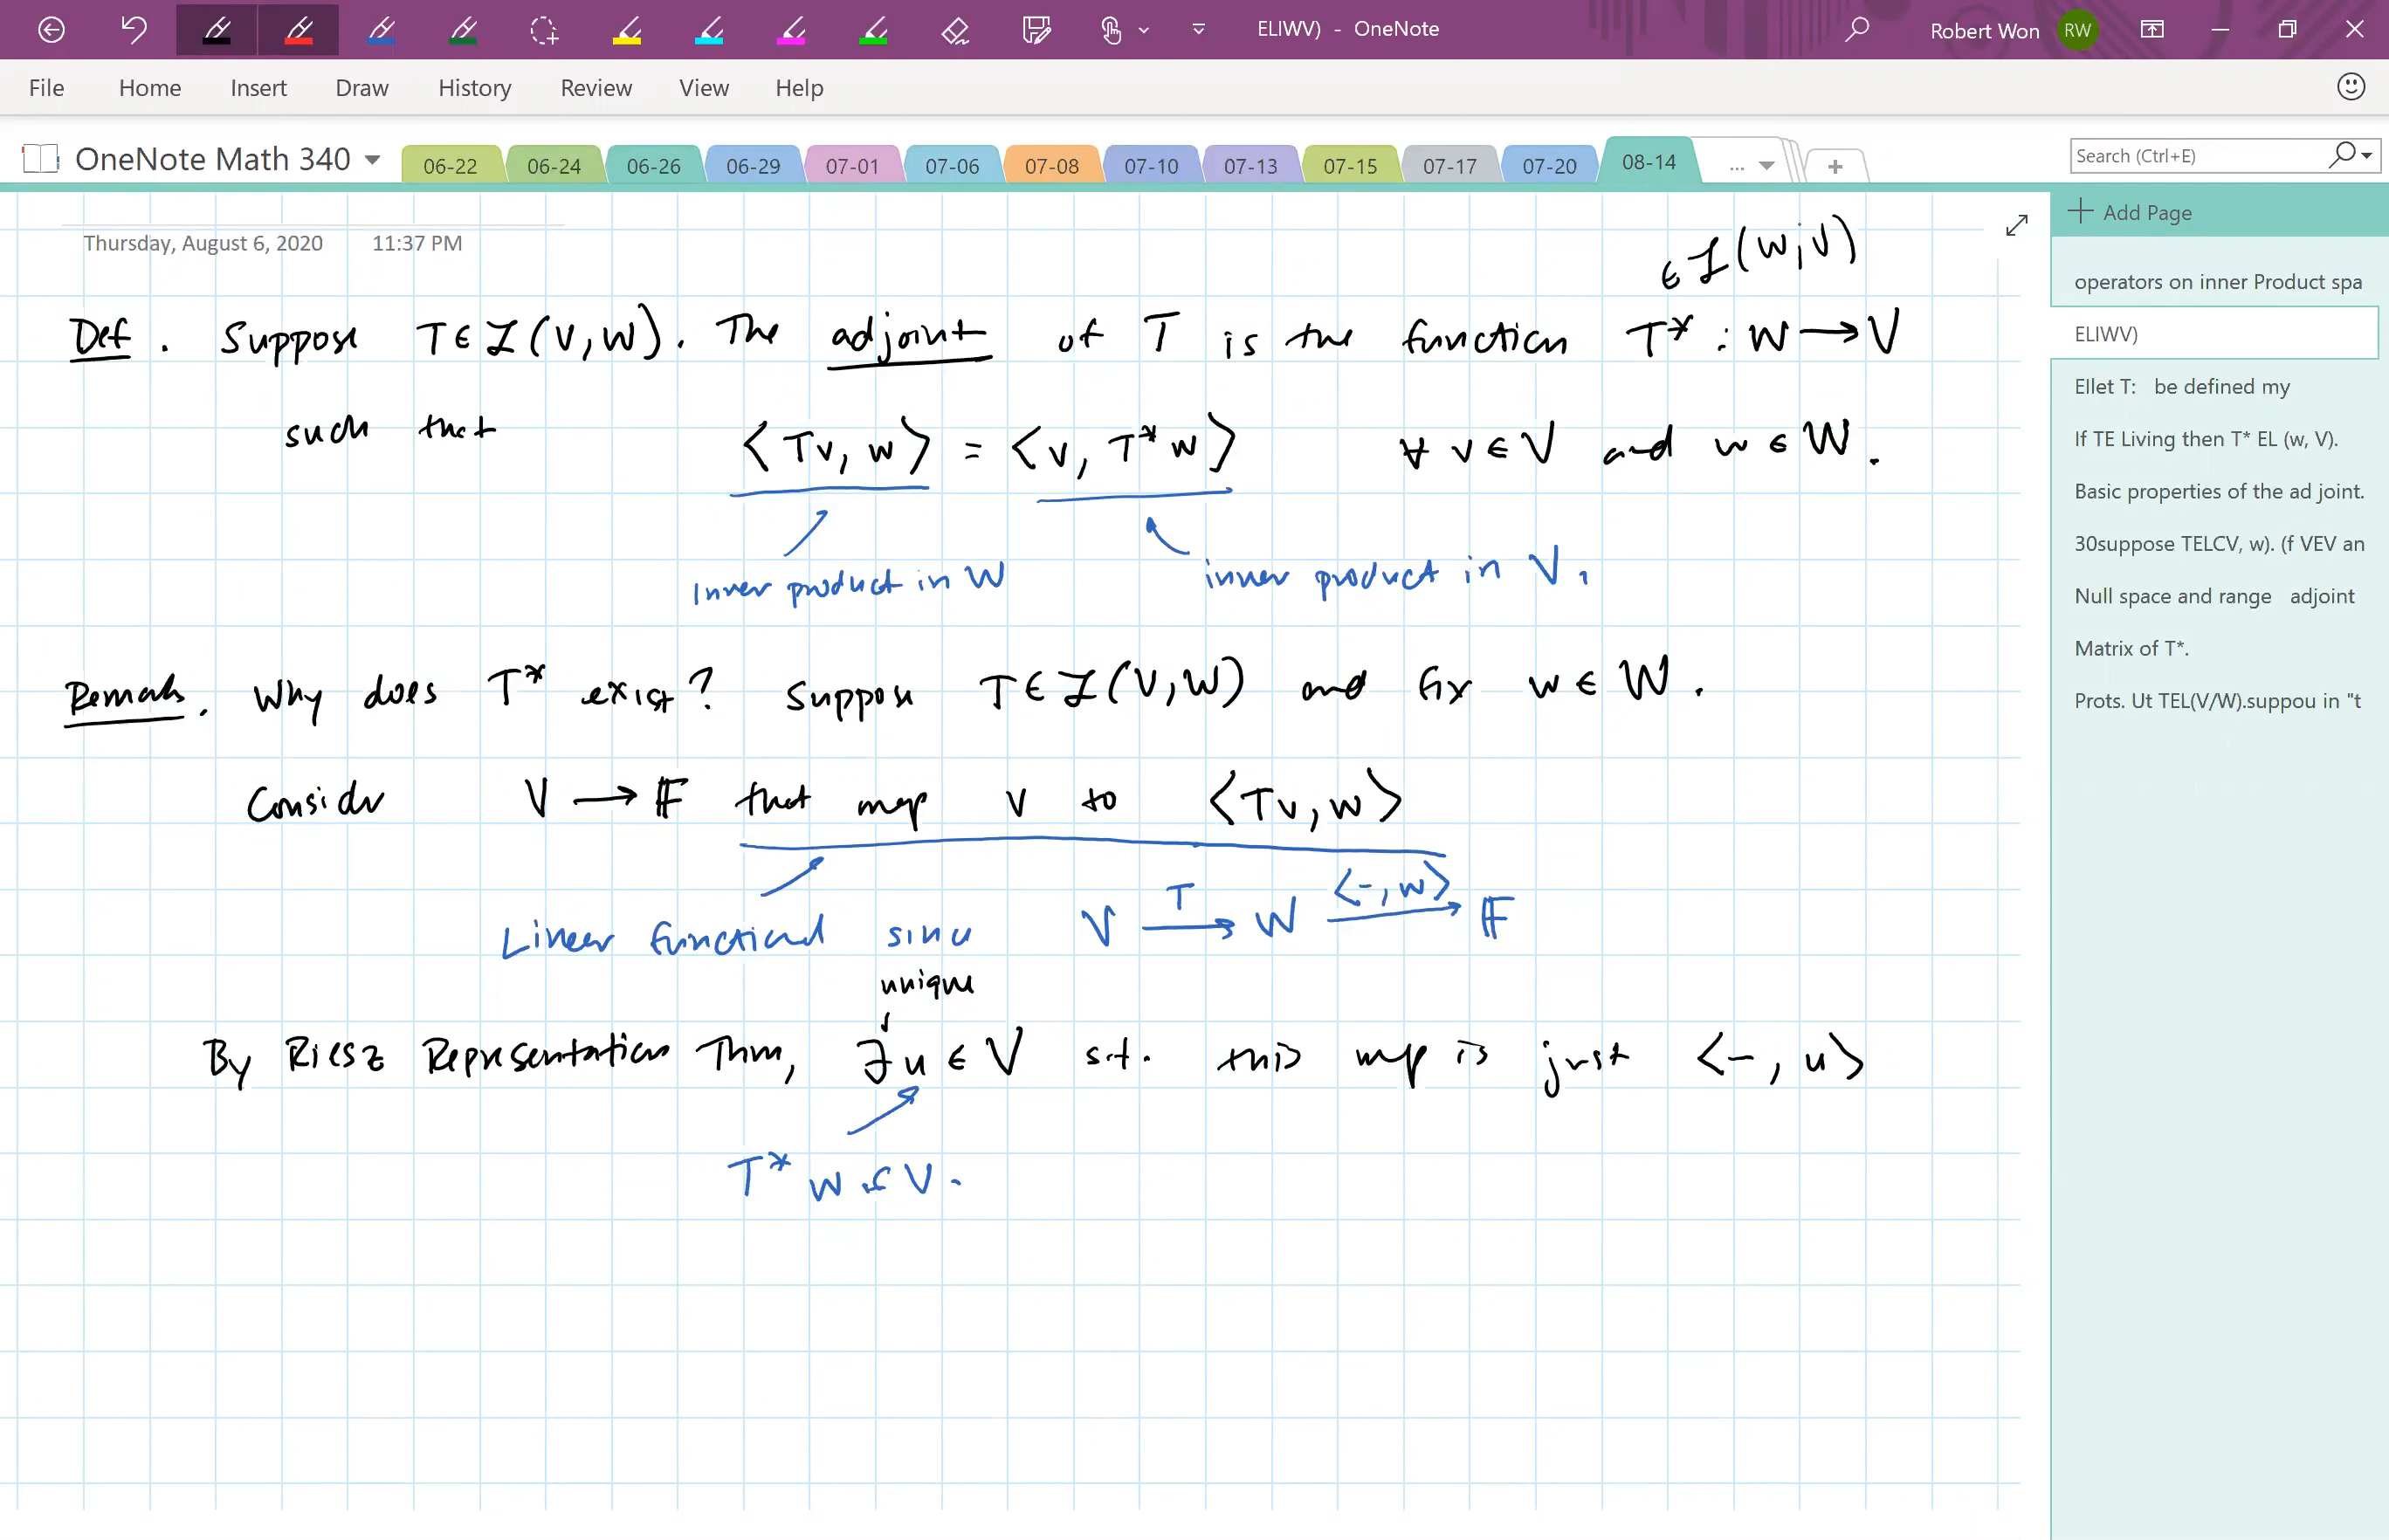 ELIWV) - OneNote
Robert Won RW
File Home Insert Draw History Review View Help
OneNote Math 340
06-22 06-24 06-26 06-29 07-01 07-06 07-08 07-10 07-13 07-15 07-17 07-20 08-14 ... +
Search (Ctrl+E)
Thursday, August 6, 2020 11:37 PM
∈ ℒ(W,V)
Def. Suppose T∈ℒ(V,W). The adjoint of T is the function T* : W → V
such that ⟨Tv, w⟩ = ⟨v, T*w⟩ ∀ v∈V and w∈W.
inner product in W inner product in V.
Remark. Why does T* exist? Suppose T∈ℒ(V,W) and fix w∈W.
Consider V → 𝔽 that map v to ⟨Tv, w⟩
Linear functional since V —T→ W —⟨-, w⟩→ 𝔽
unique
By Riesz Representation Thm, ∃ u∈V s.t. this map is just ⟨-, u⟩
T*w ∈ V.
Add Page
operators on inner Product spa
ELIWV)
Ellet T: be defined my
If TE Living then T* EL (w, V).
Basic properties of the ad joint.
30suppose TELCV, w). (f VEV an
Null space and range adjoint
Matrix of T*.
Prots. Ut TEL(V/W).suppou in "t